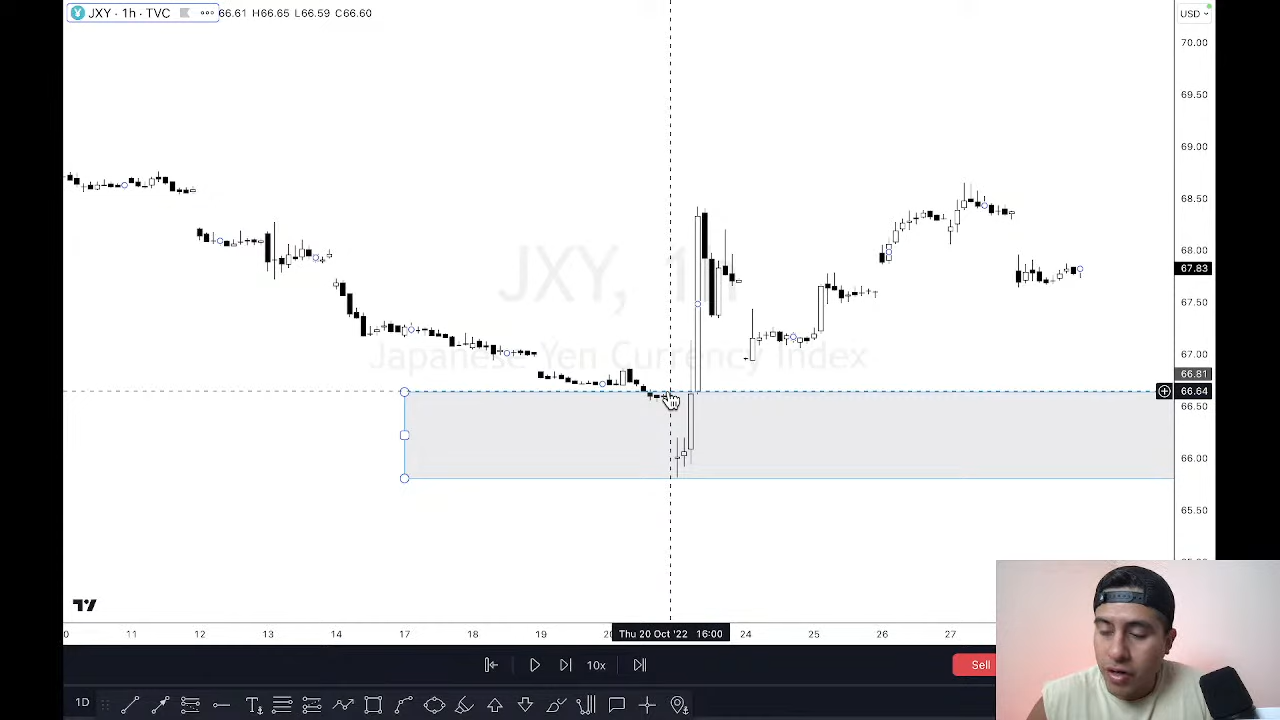 JXY · 1h · TVC
66.61 H66.65 L66.59 C66.60
USD
70.00
69.50
69.00
68.50
68.00
67.83
67.50
67.00
66.81
66.64
66.50
66.00
65.50
JXY, 1h
Japanese Yen Currency Index
11
12
13
14
17
18
19
Thu 20 Oct '22 16:00
24
25
26
27
10x
Sell
1D